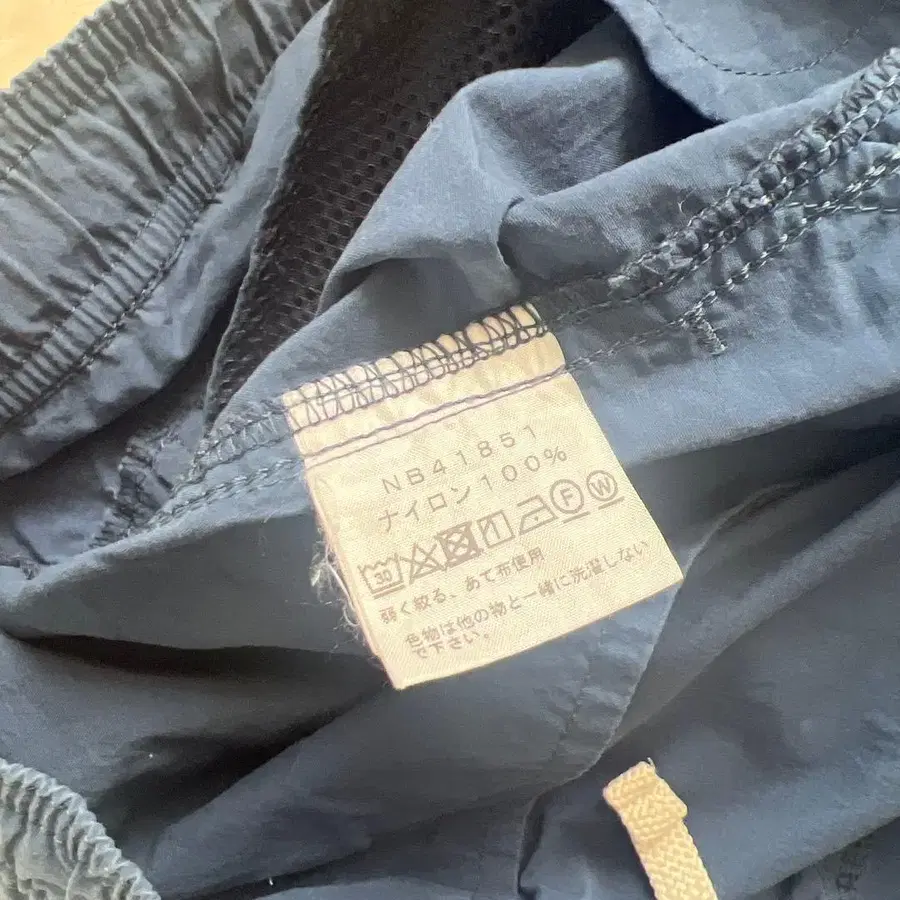 NB41851
ナイロン100%
30 F W
弱く絞る、あて布使用
色物は他の物と一緒に洗濯しない
で下さい。